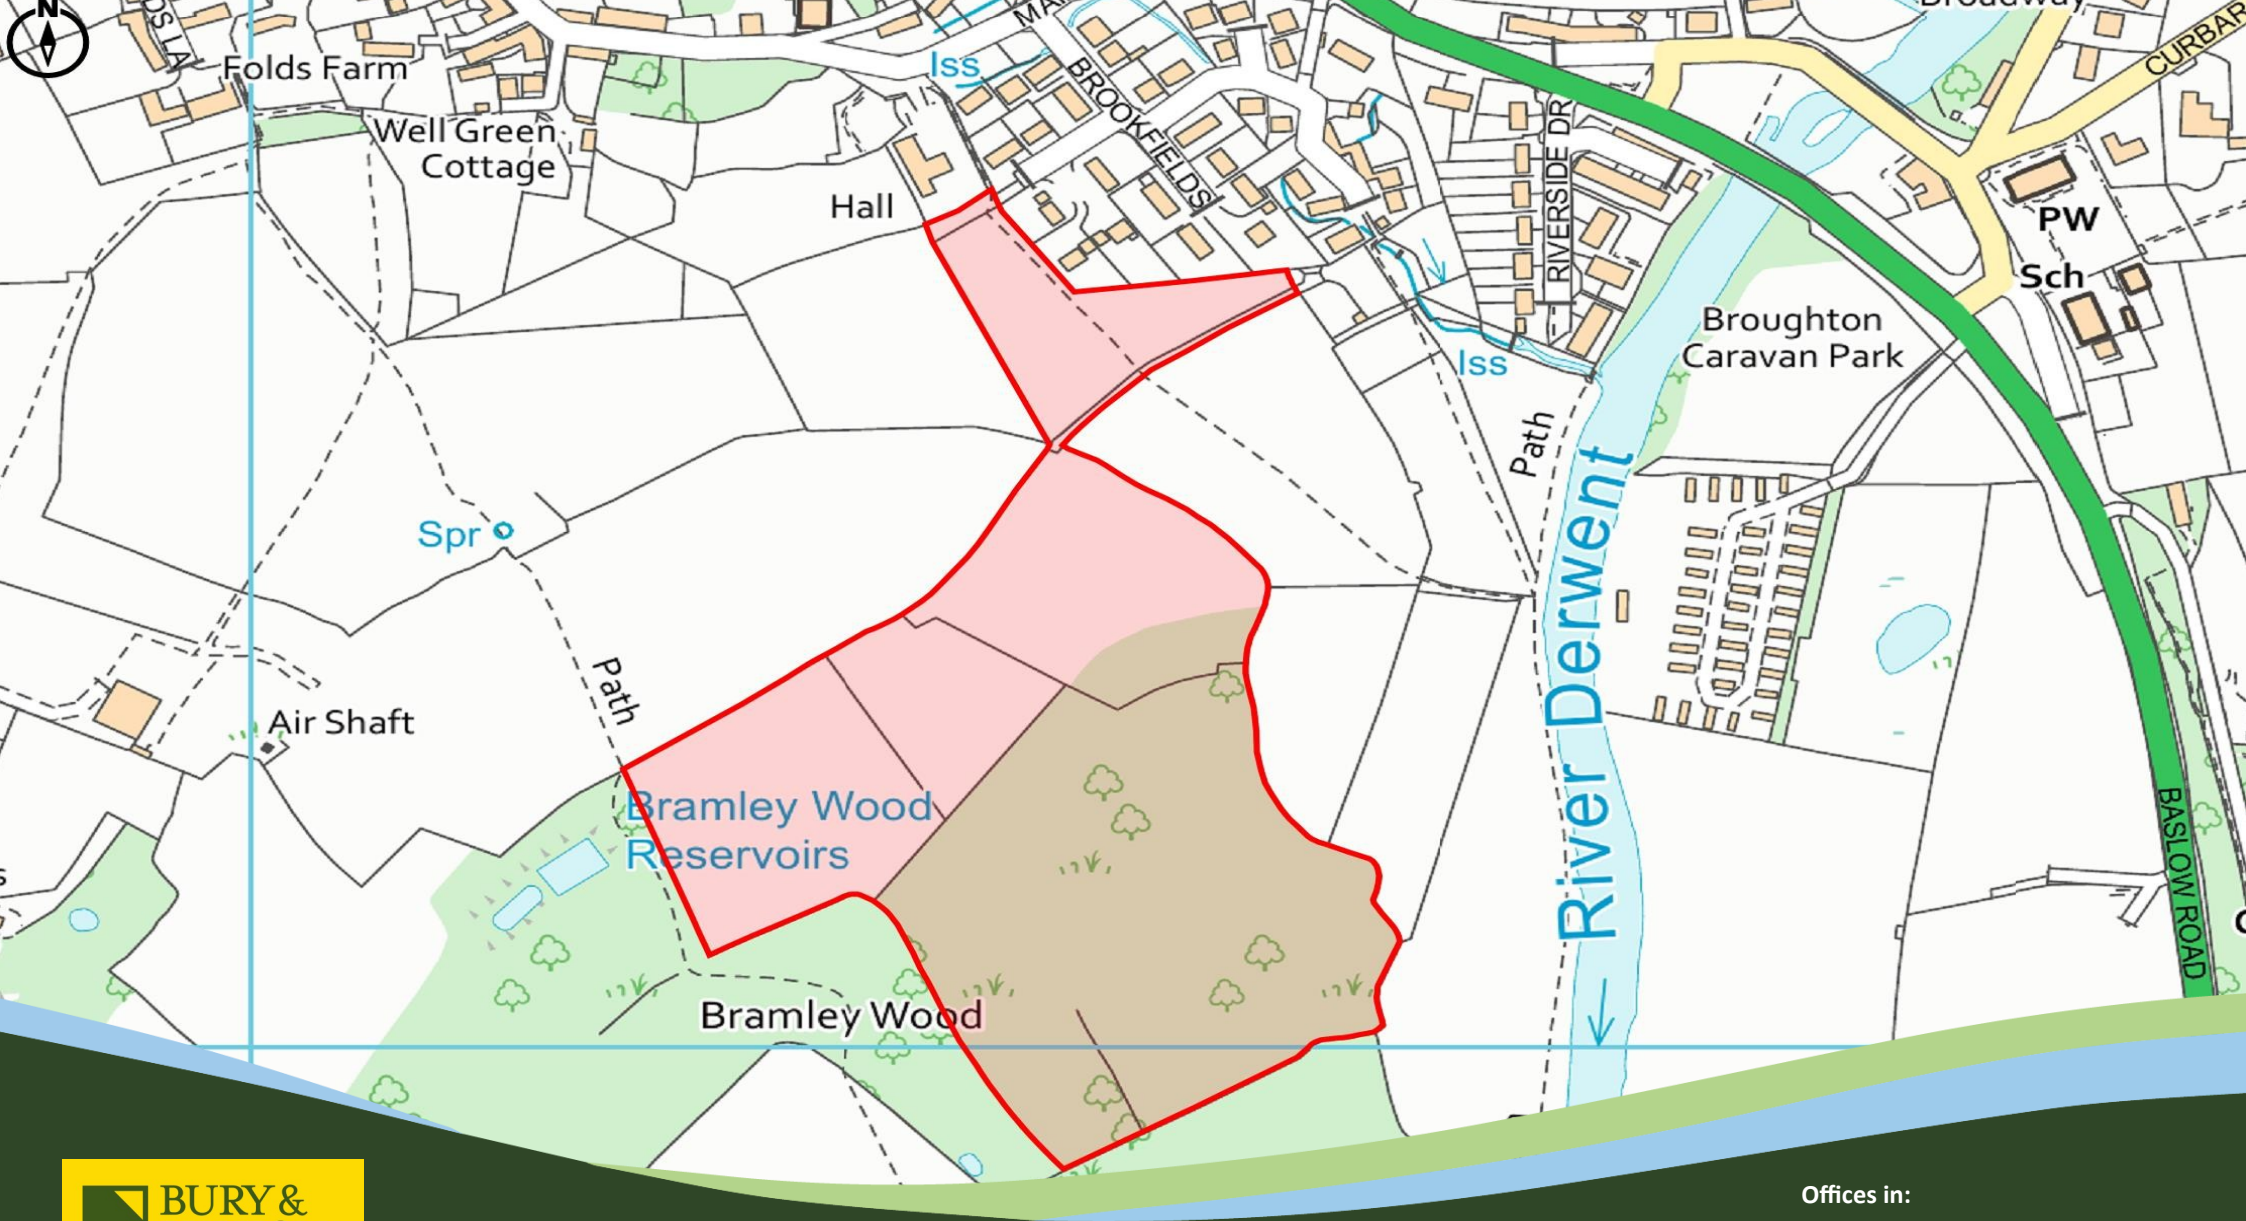 N
Folds Farm
Well Green
Cottage
Hall
Iss
BROOKFIELDS
RIVERSIDE DR
CURBAR
PW
Sch
Broughton
Caravan Park
Iss
Path
River Derwent
Spr
Path
Air Shaft
Bramley Wood
Reservoirs
Bramley Wood
BASLOW ROAD
BURY &
Offices in: